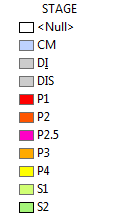 STAGE
<Null>
CM
DI
DIS
P1
P2
P2.5
P3
P4
S1
S2